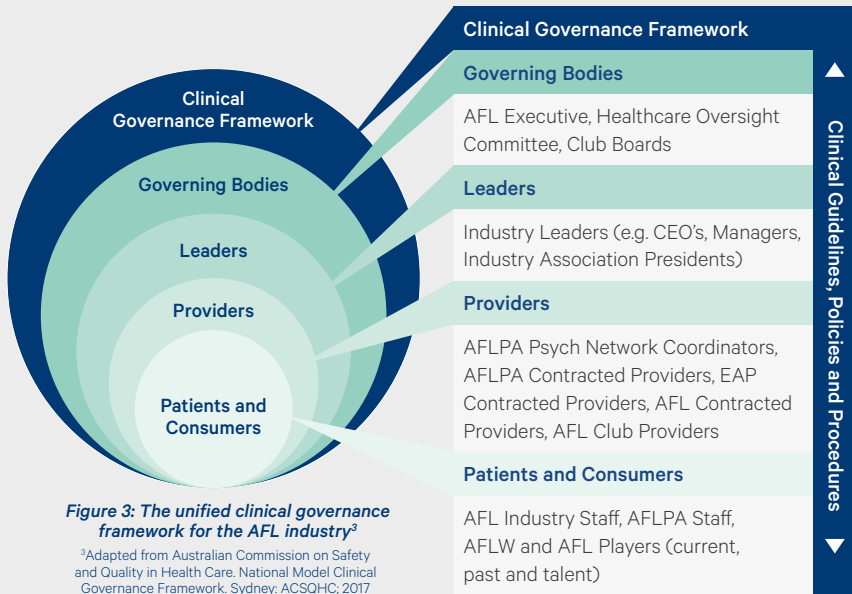 Clinical
Governance Framework
Governing Bodies
Leaders
Providers
Patients and
Consumers
Figure 3: The unified clinical governance
framework for the AFL industry³
³Adapted from Australian Commission on Safety
and Quality in Health Care. National Model Clinical
Governance Framework. Sydney: ACSQHC; 2017
Clinical Governance Framework
Governing Bodies
AFL Executive, Healthcare Oversight
Committee, Club Boards
Leaders
Industry Leaders (e.g. CEO's, Managers,
Industry Association Presidents)
Providers
AFLPA Psych Network Coordinators,
AFLPA Contracted Providers, EAP
Contracted Providers, AFL Contracted
Providers, AFL Club Providers
Patients and Consumers
AFL Industry Staff, AFLPA Staff,
AFLW and AFL Players (current,
past and talent)
Clinical Guidelines, Policies and Procedures